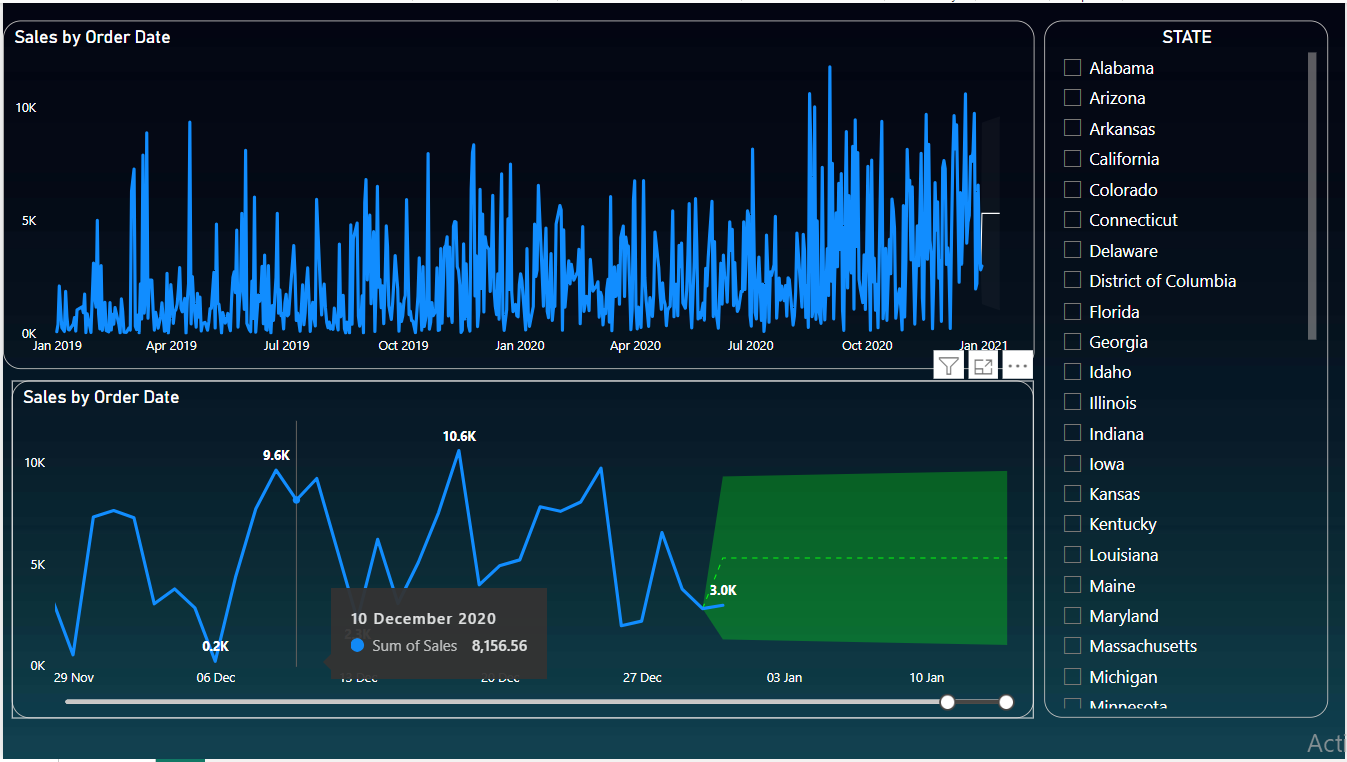 Sales by Order Date
10K
5K
0K
Jan 2019 Apr 2019 Jul 2019 Oct 2019 Jan 2020 Apr 2020 Jul 2020 Oct 2020 Jan 2021
Sales by Order Date
10K
5K
0K
9.6K
10.6K
0.2K
3.0K
10 December 2020
Sum of Sales 8,156.56
29 Nov 06 Dec 13 Dec 20 Dec 27 Dec 03 Jan 10 Jan
STATE
Alabama
Arizona
Arkansas
California
Colorado
Connecticut
Delaware
District of Columbia
Florida
Georgia
Idaho
Illinois
Indiana
Iowa
Kansas
Kentucky
Louisiana
Maine
Maryland
Massachusetts
Michigan
Minnesota
Acti